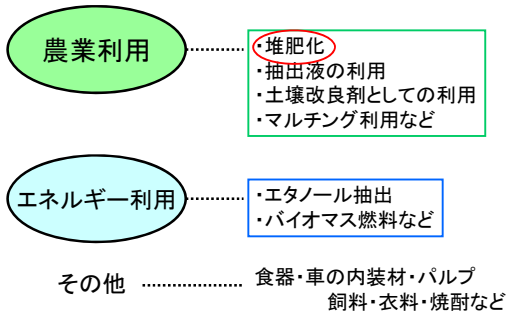 農業利用
・堆肥化
・抽出液の利用
・土壌改良剤としての利用
・マルチング利用など
エネルギー利用
・エタノール抽出
・バイオマス燃料など
その他
食器・車の内装材・パルプ
飼料・衣料・焼酎など